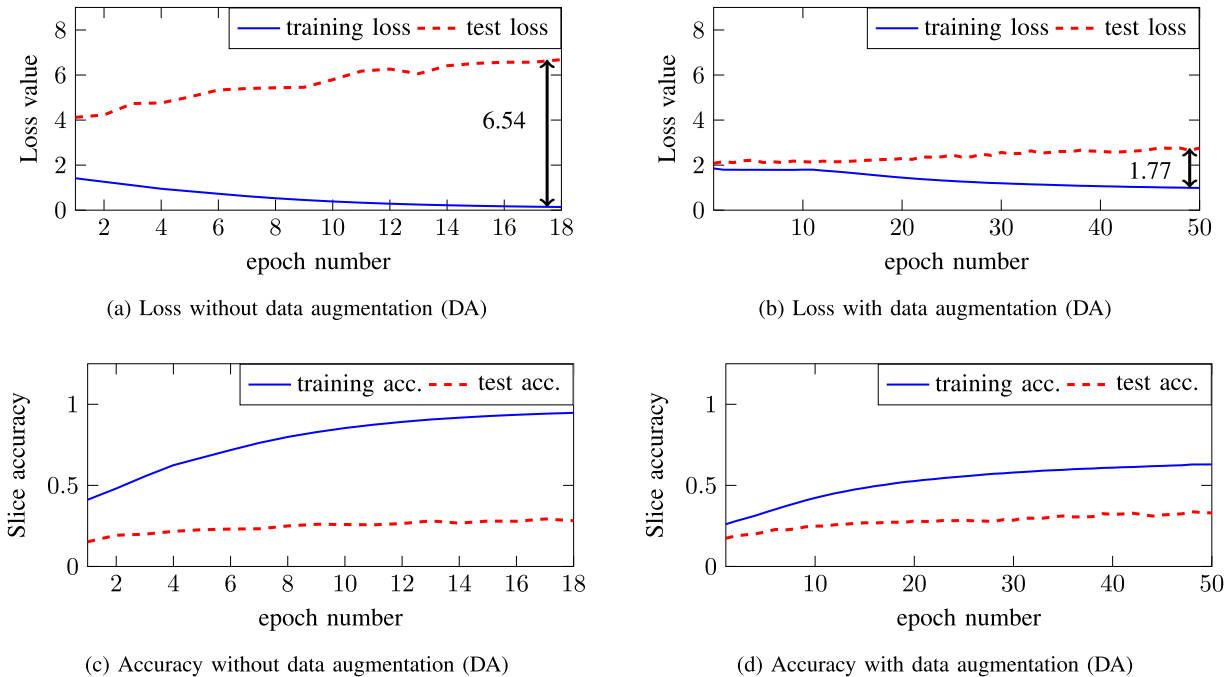 training loss test loss
8
6
4
2
0
Loss value
6.54
2 4 6 8 10 12 14 16 18
epoch number
(a) Loss without data augmentation (DA)
training loss test loss
8
6
4
2
0
Loss value
1.77
10 20 30 40 50
epoch number
(b) Loss with data augmentation (DA)
training acc. test acc.
1
0.5
0
Slice accuracy
2 4 6 8 10 12 14 16 18
epoch number
(c) Accuracy without data augmentation (DA)
training acc. test acc.
1
0.5
0
Slice accuracy
10 20 30 40 50
epoch number
(d) Accuracy with data augmentation (DA)